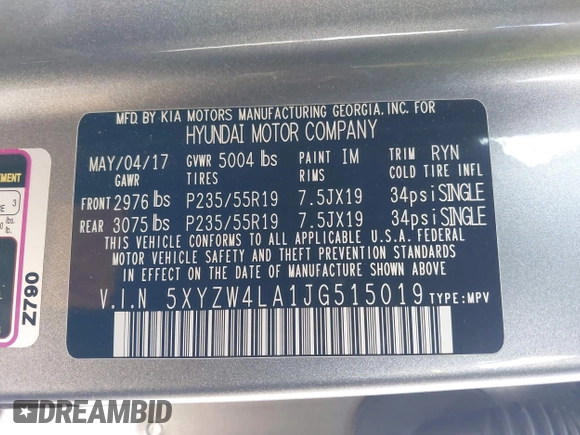 MFD. BY KIA MOTORS MANUFACTURING GEORGIA, INC. FOR
HYUNDAI MOTOR COMPANY
MAY/04/17 GVWR 5004 lbs PAINT IM TRIM RYN
GAWR TIRES RIMS COLD TIRE INFL
FRONT 2976 lbs P235/55R19 7.5JX19 34psi SINGLE
REAR 3075 lbs P235/55R19 7.5JX19 34psi SINGLE
THIS VEHICLE CONFORMS TO ALL APPLICABLE U.S.A. FEDERAL
MOTOR VEHICLE SAFETY AND THEFT PREVENTION STANDARDS
IN EFFECT ON THE DATE OF MANUFACTURE SHOWN ABOVE.
V.I.N 5XYZW4LA1JG515019 TYPE:MPV
3
lbs.
Z790
DREAMBID